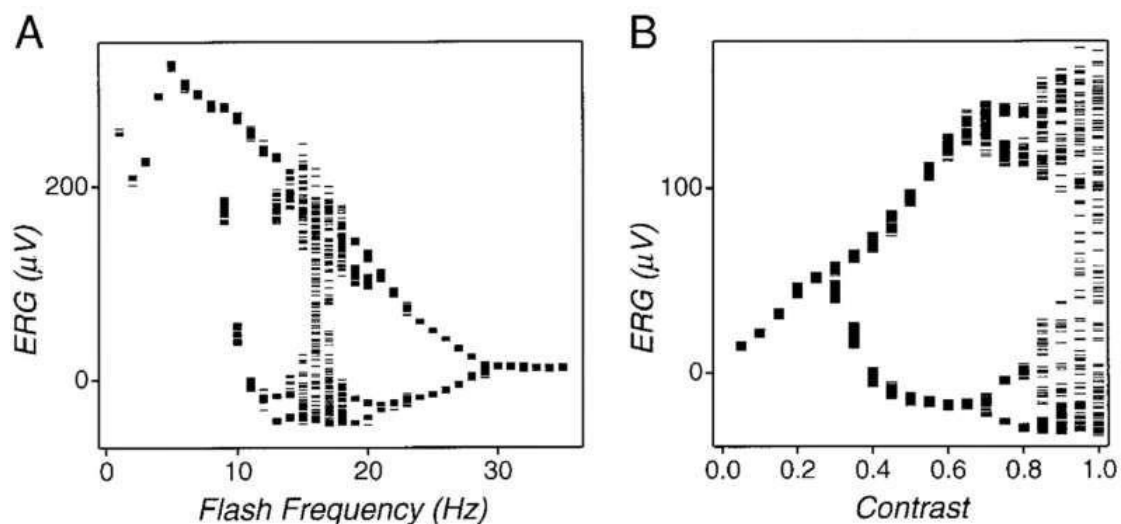 A
B
200
0
ERG (μV)
0 10 20 30
Flash Frequency (Hz)
100
0
ERG (μV)
0.0 0.2 0.4 0.6 0.8 1.0
Contrast